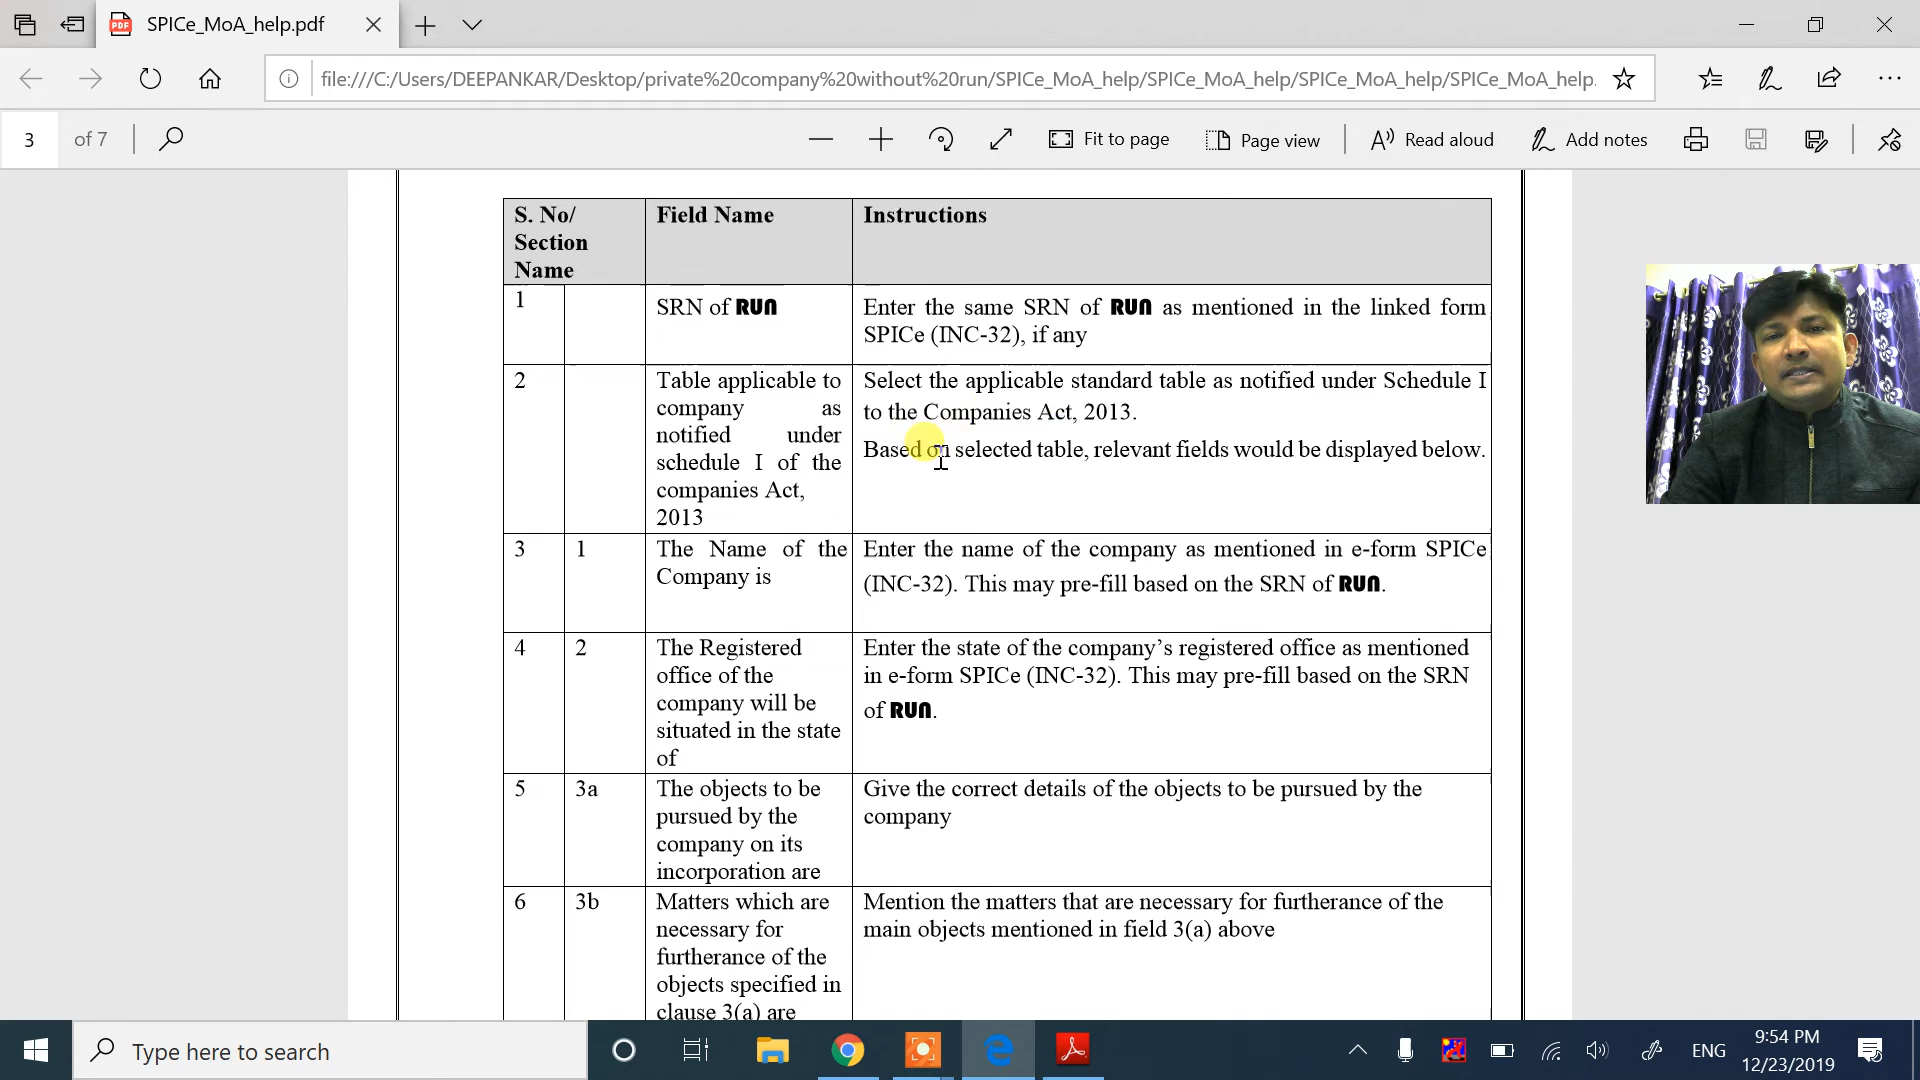 SPICe_MoA_help.pdf
file:///C:/Users/DEEPANKAR/Desktop/private%20company%20without%20run/SPICe_MoA_help/SPICe_MoA_help/SPICe_MoA_help/SPICe_MoA_help.
3 of 7
Fit to page
Page view
Read aloud
Add notes
S. No/ Field Name Instructions
Section
Name
1 SRN of RUN Enter the same SRN of RUN as mentioned in the linked form
SPICe (INC-32), if any
2 Table applicable to Select the applicable standard table as notified under Schedule I
company as to the Companies Act, 2013.
notified under Based on selected table, relevant fields would be displayed below.
schedule I of the
companies Act,
2013
3 1 The Name of the Enter the name of the company as mentioned in e-form SPICe
Company is (INC-32). This may pre-fill based on the SRN of RUN.
4 2 The Registered Enter the state of the company’s registered office as mentioned
office of the in e-form SPICe (INC-32). This may pre-fill based on the SRN
company will be of RUN.
situated in the state
of
5 3a The objects to be Give the correct details of the objects to be pursued by the
pursued by the company
company on its
incorporation are
6 3b Matters which are Mention the matters that are necessary for furtherance of the
necessary for main objects mentioned in field 3(a) above
furtherance of the
objects specified in
clause 3(a) are
Type here to search
ENG
9:54 PM
12/23/2019